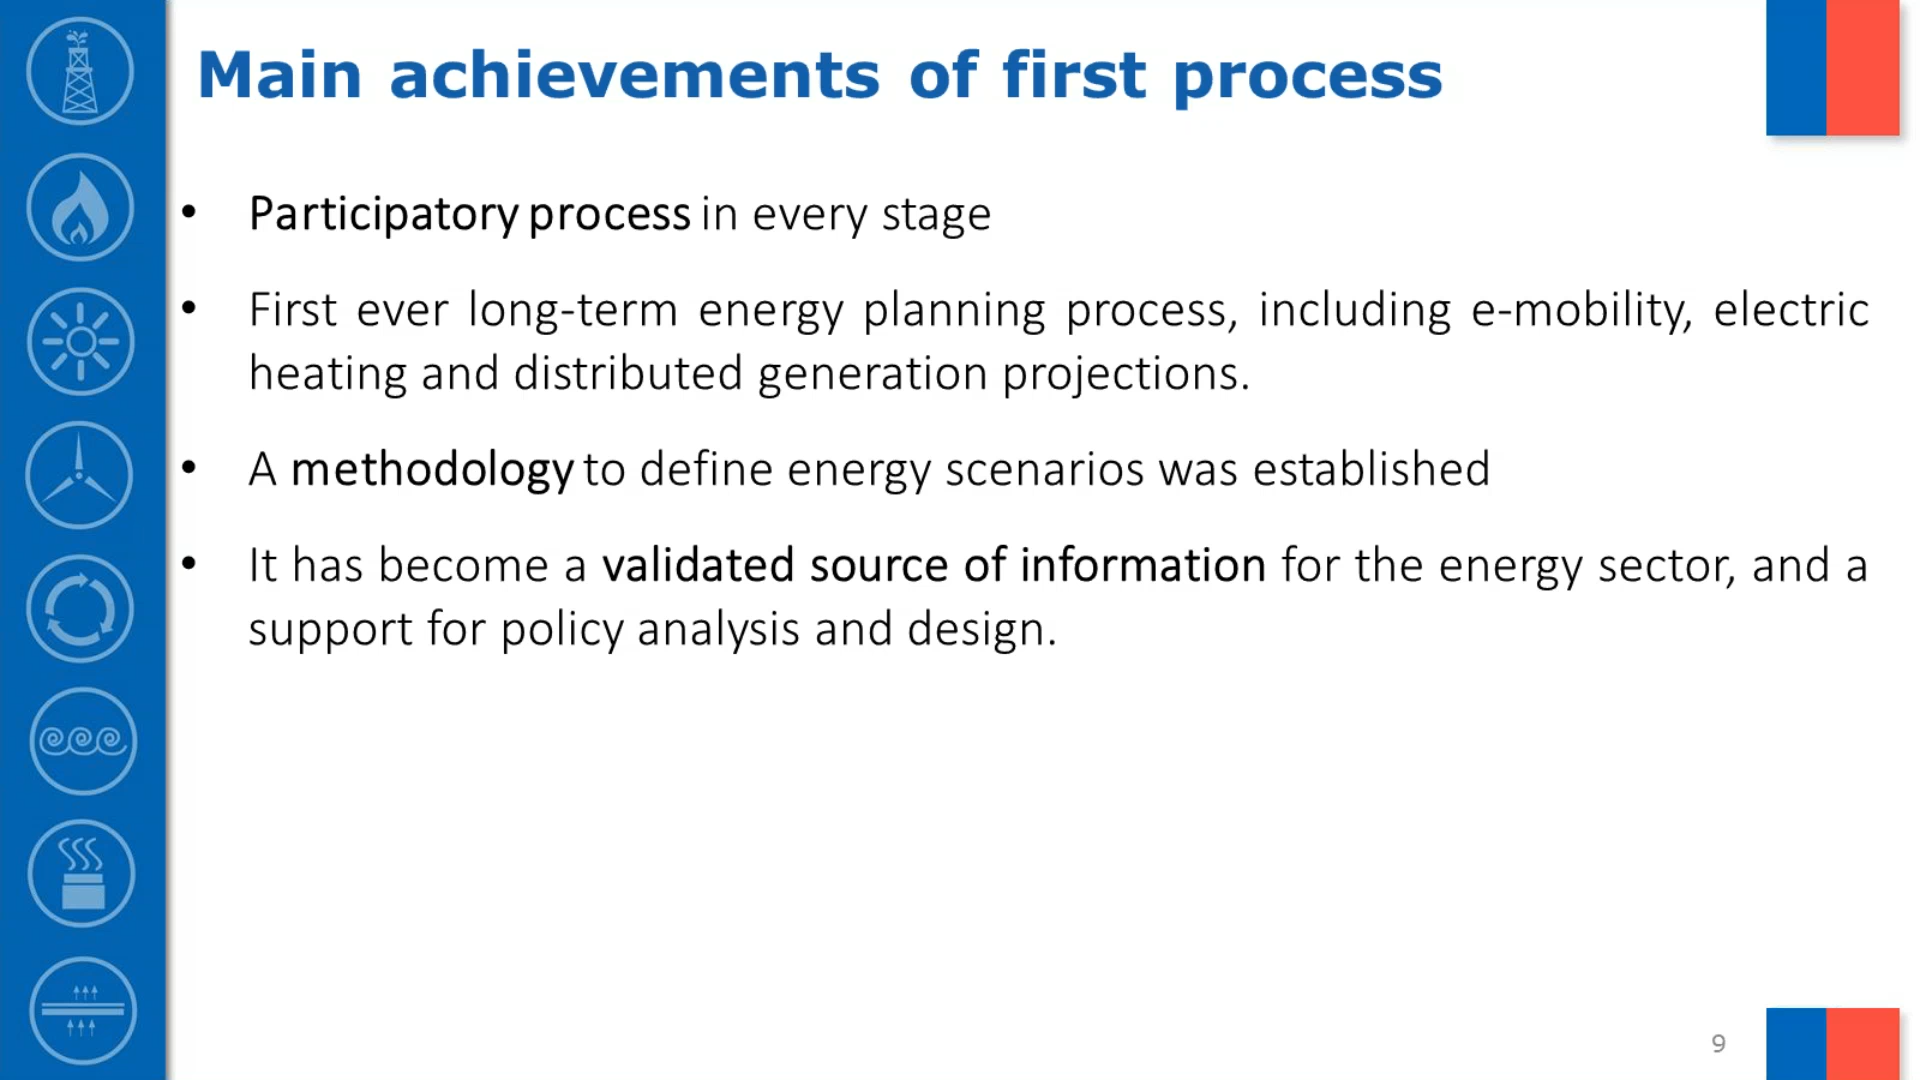 Main achievements of first process
• Participatory process in every stage
• First ever long-term energy planning process, including e-mobility, electric
heating and distributed generation projections.
• A methodology to define energy scenarios was established
• It has become a validated source of information for the energy sector, and a
support for policy analysis and design.
9